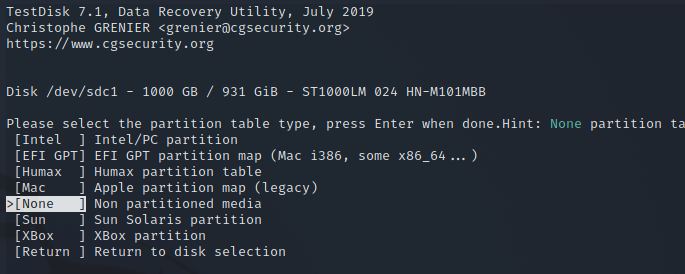 TestDisk 7.1, Data Recovery Utility, July 2019
Christophe GRENIER <grenier@cgsecurity.org>
https://www.cgsecurity.org
Disk /dev/sdc1 - 1000 GB / 931 GiB - ST1000LM 024 HN-M101MBB
Please select the partition table type, press Enter when done.Hint: None partition ta
[Intel  ] Intel/PC partition
[EFI GPT] EFI GPT partition map (Mac i386, some x86_64...)
[Humax  ] Humax partition table
[Mac    ] Apple partition map (legacy)
>[None   ] Non partitioned media
[Sun    ] Sun Solaris partition
[XBox   ] XBox partition
[Return ] Return to disk selection